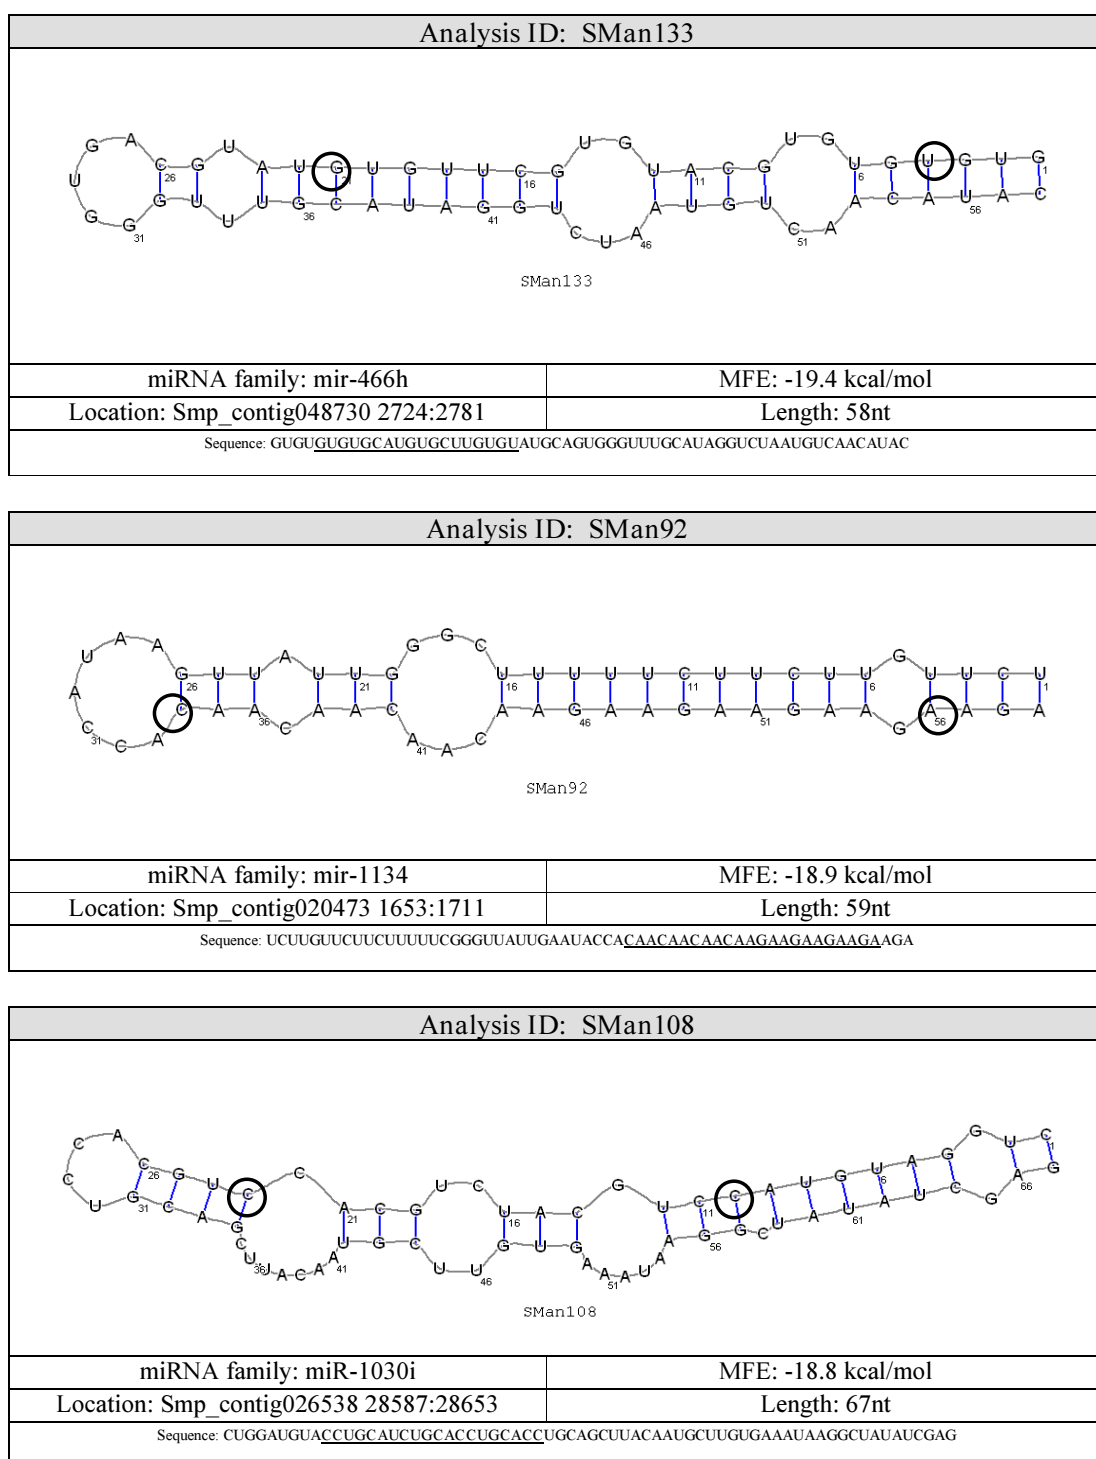 Analysis ID: SMan133
SMan133
miRNA family: mir-466h
MFE: -19.4 kcal/mol
Location: Smp_contig048730 2724:2781
Length: 58nt
Sequence: GUGUGUGUGCAUGUGCUUGUGUAUGCAGUGGGUUUGCAUAGGUCUAAUGUCAACAUAC
Analysis ID: SMan92
SMan92
miRNA family: mir-1134
MFE: -18.9 kcal/mol
Location: Smp_contig020473 1653:1711
Length: 59nt
Sequence: UCUUGUUCUUCUUUUUCGGGUUAUUGAAUACCACAACAACAACAAGAAGAAGAAGAAGA
Analysis ID: SMan108
SMan108
miRNA family: miR-1030i
MFE: -18.8 kcal/mol
Location: Smp_contig026538 28587:28653
Length: 67nt
Sequence: CUGGAUGUACCUGCAUCUGCACCUGCACCUGCAGCUUACAAUGCUUGUGAAAUAAGGCUAUAUCGAG